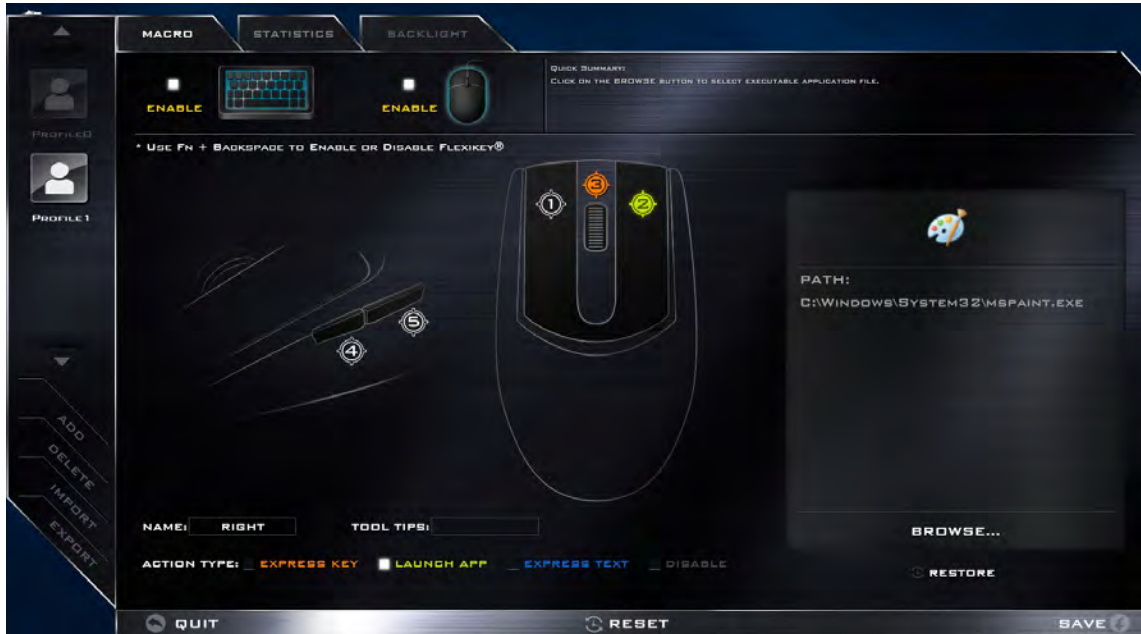 MACRO
STATISTICS
BACKLIGHT
QUICK SUMMARY:
CLICK ON THE BROWSE BUTTON TO SELECT EXECUTABLE APPLICATION FILE.
ENABLE
ENABLE
PROFILE0
* USE FN + BACKSPACE TO ENABLE OR DISABLE FLEXIKEY®
PROFILE1
1
3
2
5
4
PATH:
C:\WINDOWS\SYSTEM32\MSPAINT.EXE
ADD
DELETE
IMPORT
EXPORT
NAME: RIGHT TOOL TIPS:
BROWSE...
ACTION TYPE: EXPRESS KEY LAUNCH APP EXPRESS TEXT DISABLE
RESTORE
QUIT
RESET
SAVE